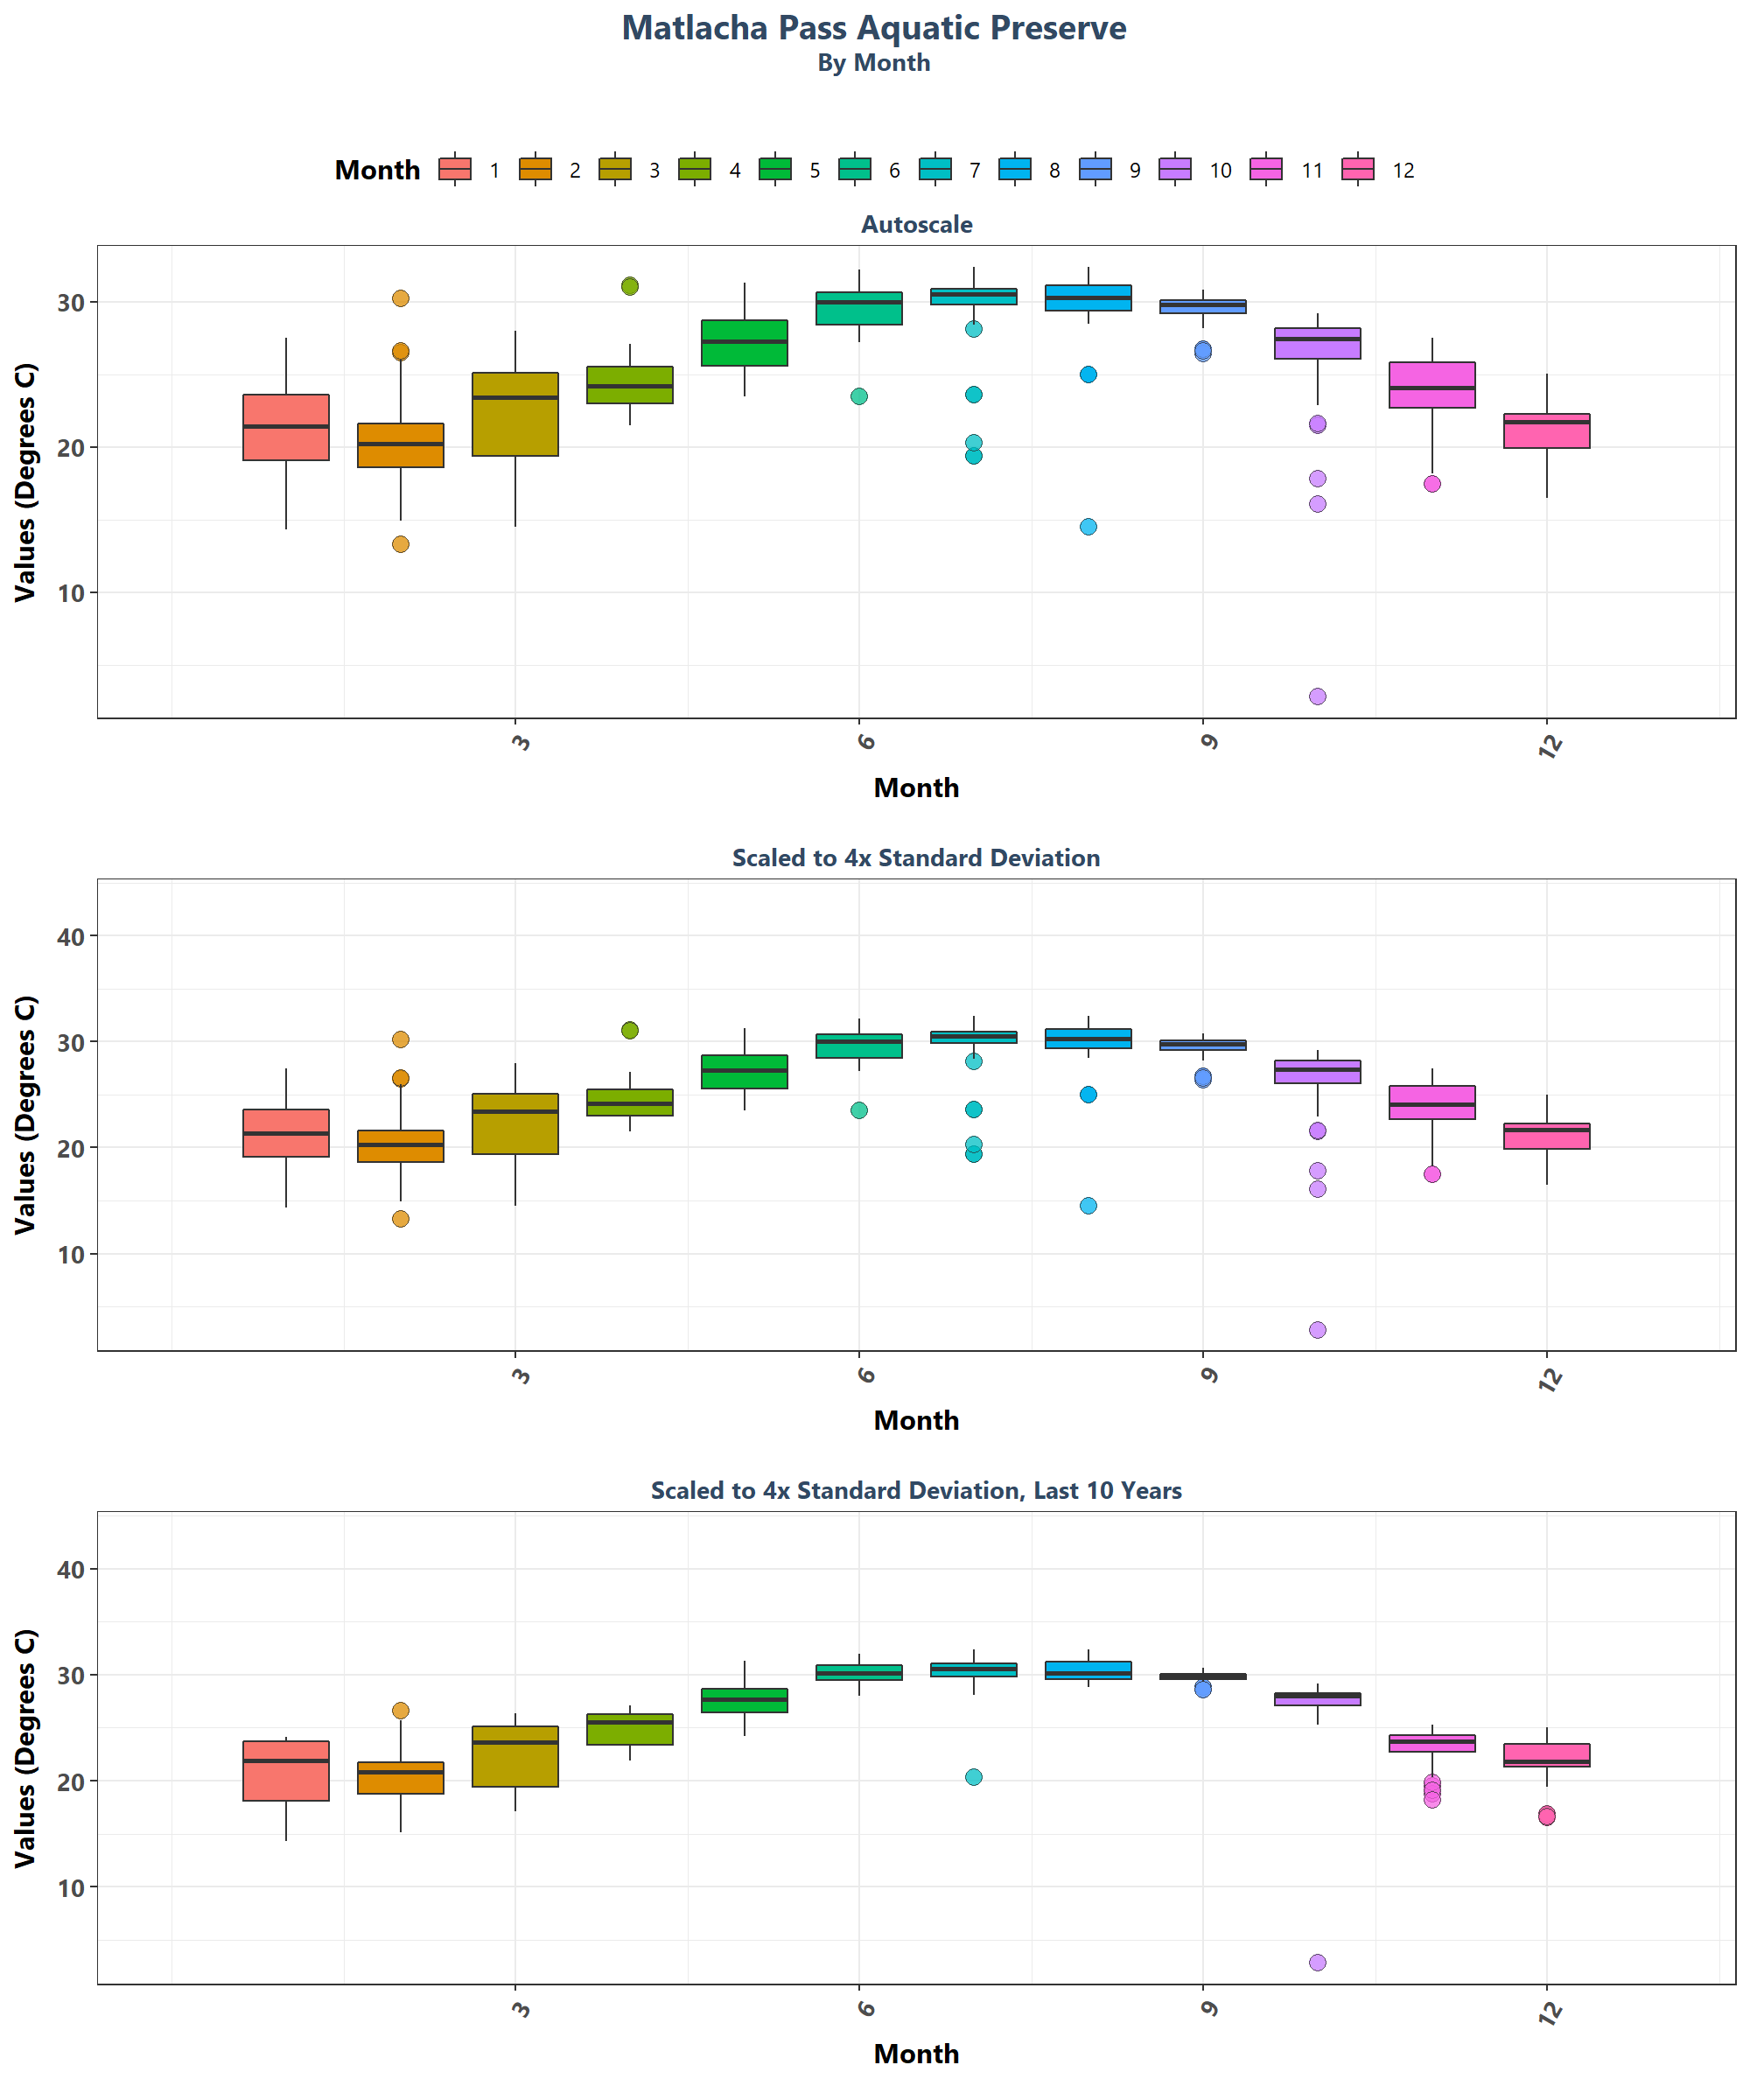 Matlacha Pass Aquatic Preserve
By Month
Month 1 2 3 4 5 6 7 8 9 10 11 12
Autoscale
Values (Degrees C)
30
20
10
3 6 9 12
Month
Scaled to 4x Standard Deviation
Values (Degrees C)
40
30
20
10
3 6 9 12
Month
Scaled to 4x Standard Deviation, Last 10 Years
Values (Degrees C)
40
30
20
10
3 6 9 12
Month